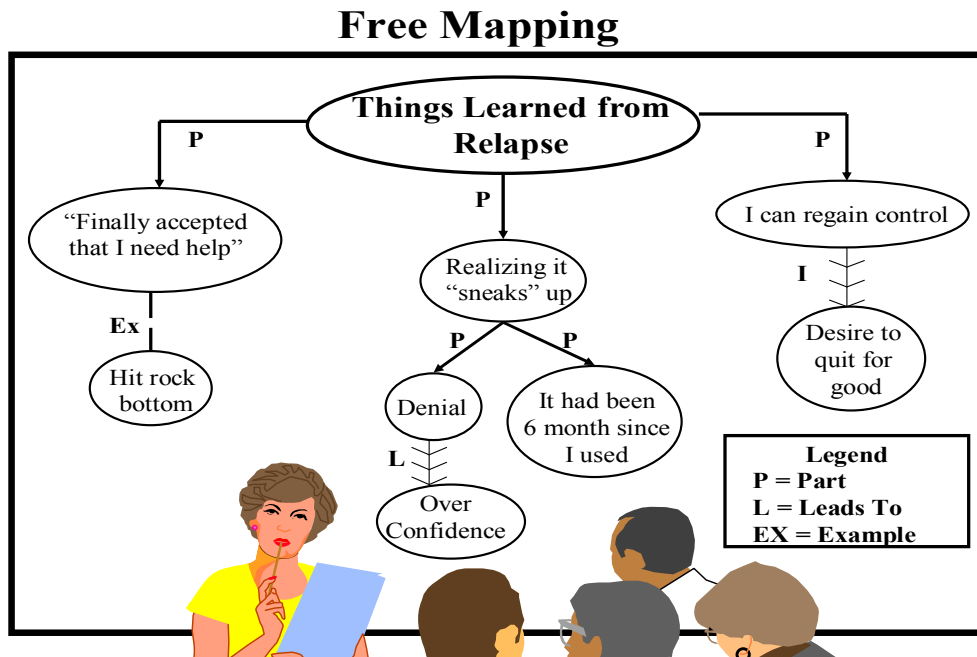 Free Mapping
Things Learned from
Relapse
P
P
P
“Finally accepted
that I need help”
Ex
Hit rock
bottom
Realizing it
“sneaks” up
P
P
Denial
L
Over
Confidence
It had been
6 month since
I used
I can regain control
I
Desire to
quit for
good
Legend
P = Part
L = Leads To
EX = Example